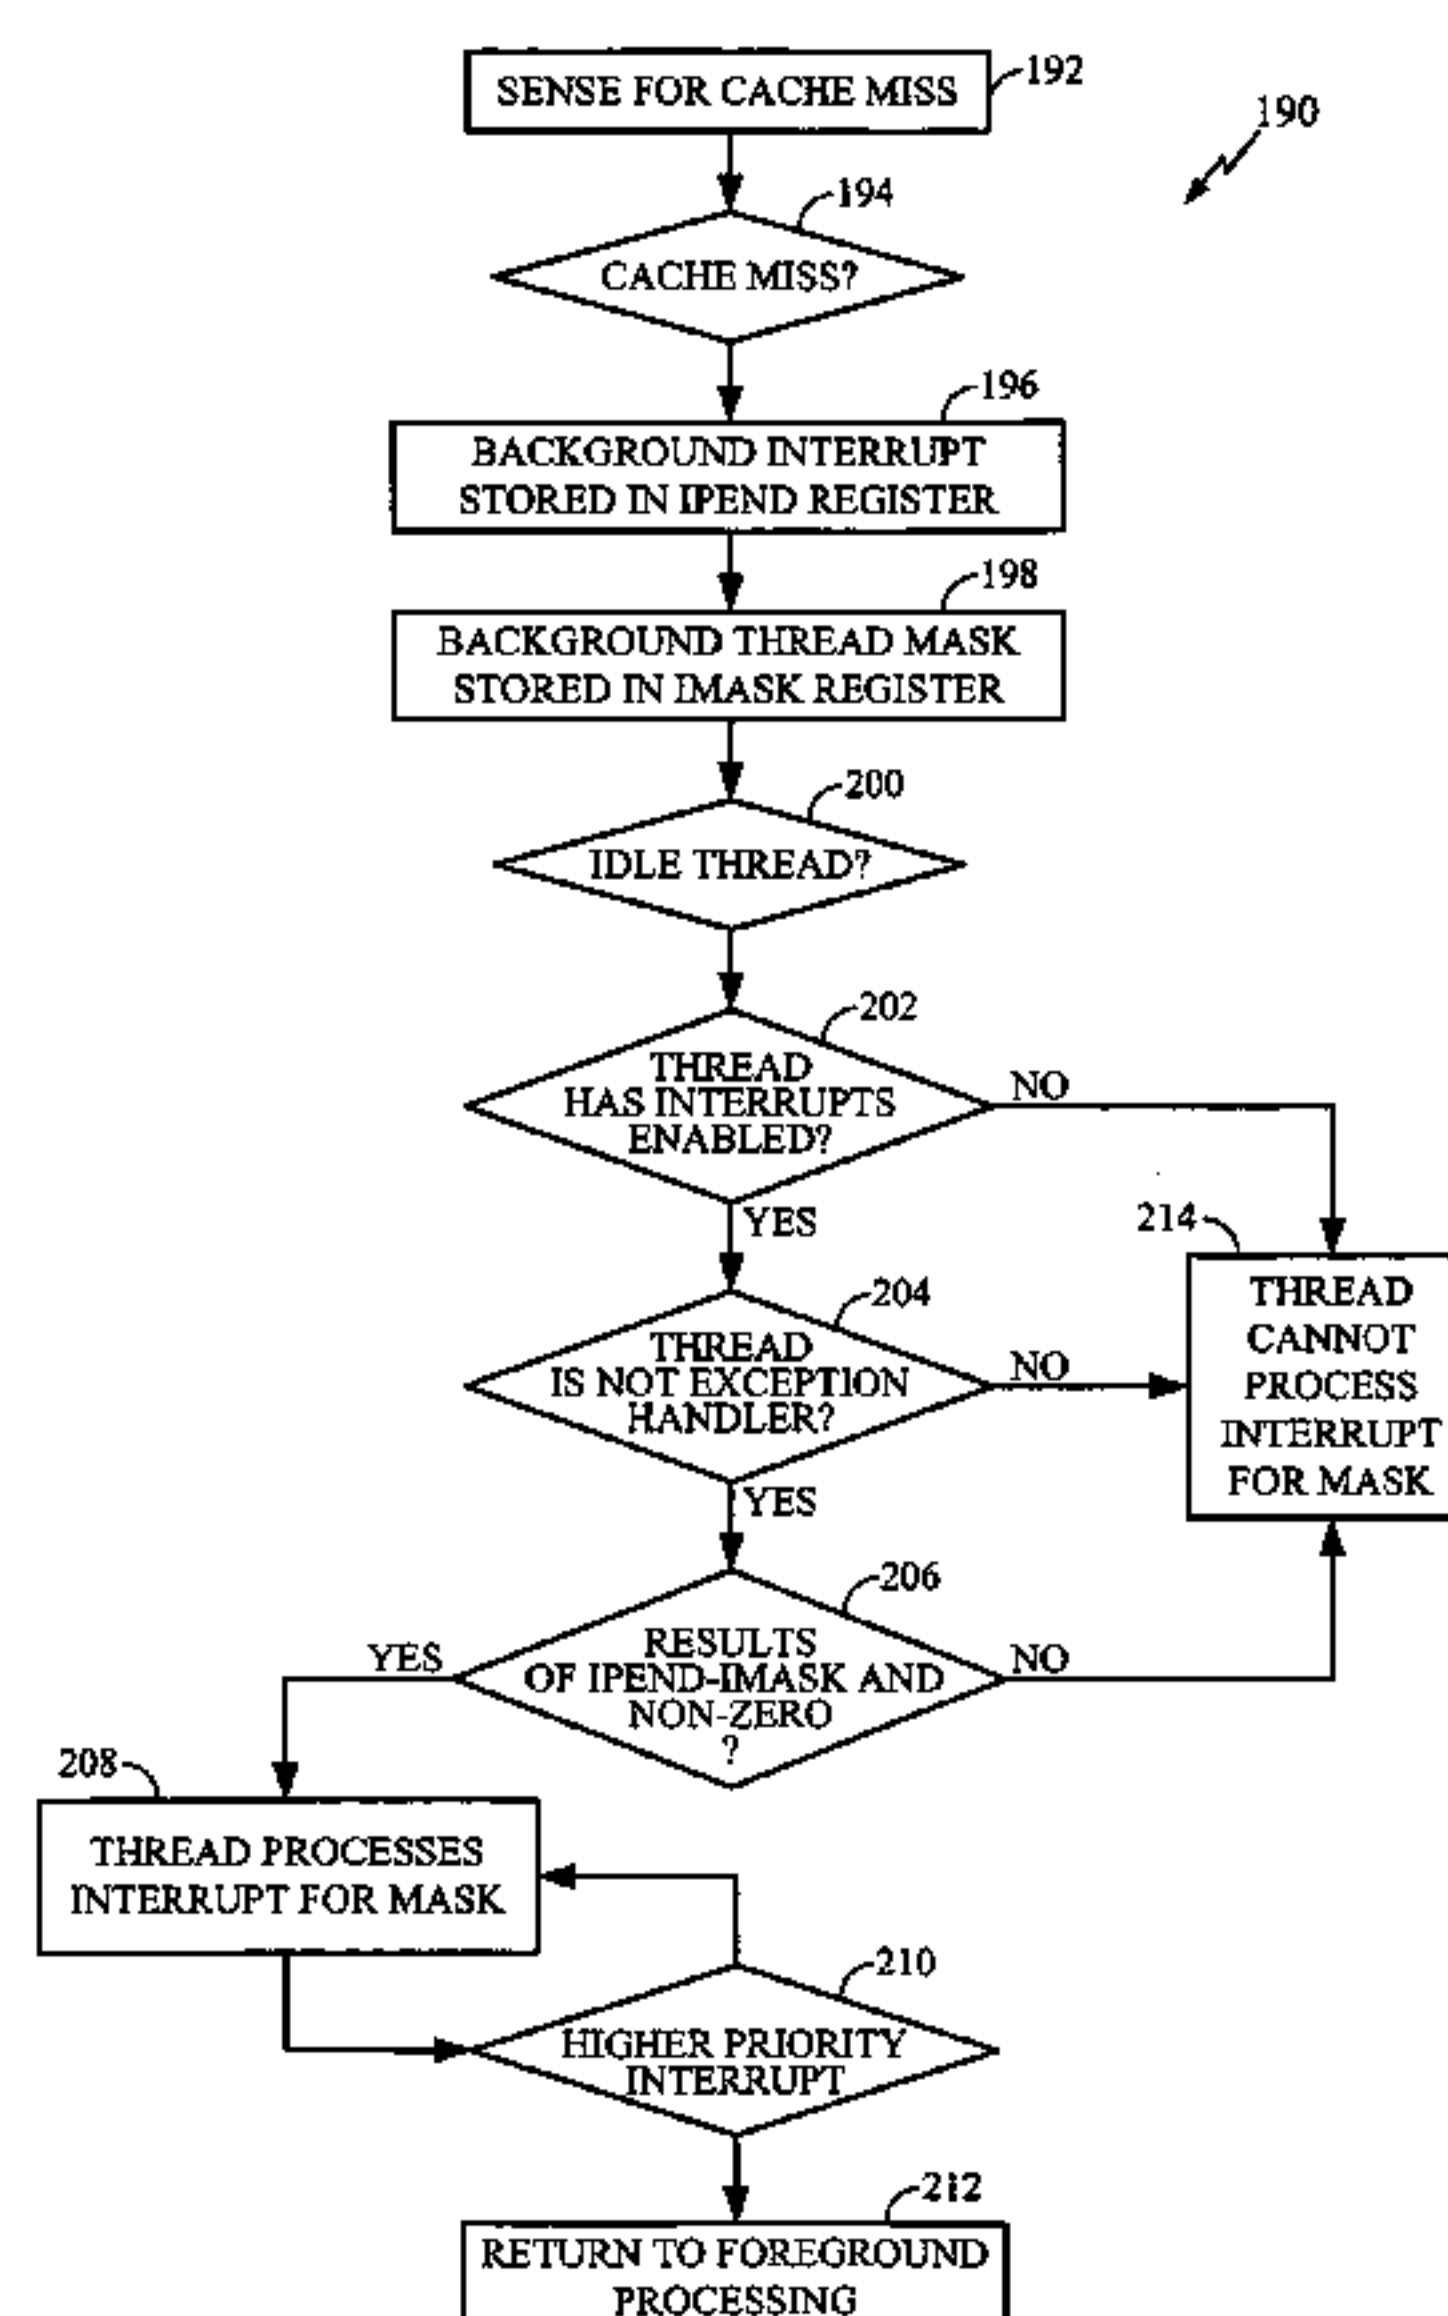 SENSE FOR CACHE MISS
192
190
194
CACHE MISS?
196
BACKGROUND INTERRUPT
STORED IN IPEND REGISTER
198
BACKGROUND THREAD MASK
STORED IN IMASK REGISTER
200
IDLE THREAD?
202
THREAD
HAS INTERRUPTS
ENABLED?
NO
YES
214
THREAD
CANNOT
PROCESS
INTERRUPT
FOR MASK
204
THREAD
IS NOT EXCEPTION
HANDLER?
NO
YES
206
RESULTS
OF IPEND-IMASK AND
NON-ZERO
?
YES
NO
208
THREAD PROCESSES
INTERRUPT FOR MASK
210
HIGHER PRIORITY
INTERRUPT
212
RETURN TO FOREGROUND
PROCESSING